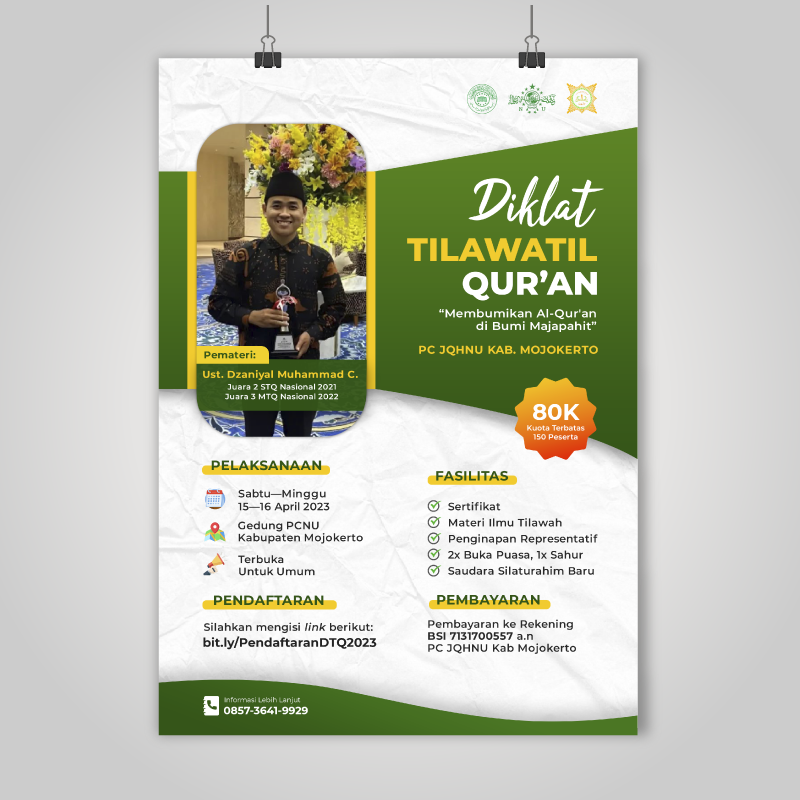 N U
Diklat
TILAWATIL
QUR'AN
“Membumikan Al-Qur'an
di Bumi Majapahit”
PC JQHNU KAB. MOJOKERTO
Pemateri:
Ust. Dzaniyal Muhammad C.
Juara 2 STQ Nasional 2021
Juara 3 MTQ Nasional 2022
80K
Kuota Terbatas
150 Peserta
PELAKSANAAN
Sabtu—Minggu
15—16 April 2023
Gedung PCNU
Kabupaten Mojokerto
Terbuka
Untuk Umum
FASILITAS
Sertifikat
Materi Ilmu Tilawah
Penginapan Representatif
2x Buka Puasa, 1x Sahur
Saudara Silaturahim Baru
PENDAFTARAN
Silahkan mengisi link berikut:
bit.ly/PendaftaranDTQ2023
PEMBAYARAN
Pembayaran ke Rekening
BSI 7131700557 a.n
PC JQHNU Kab Mojokerto
Informasi Lebih Lanjut
0857-3641-9929